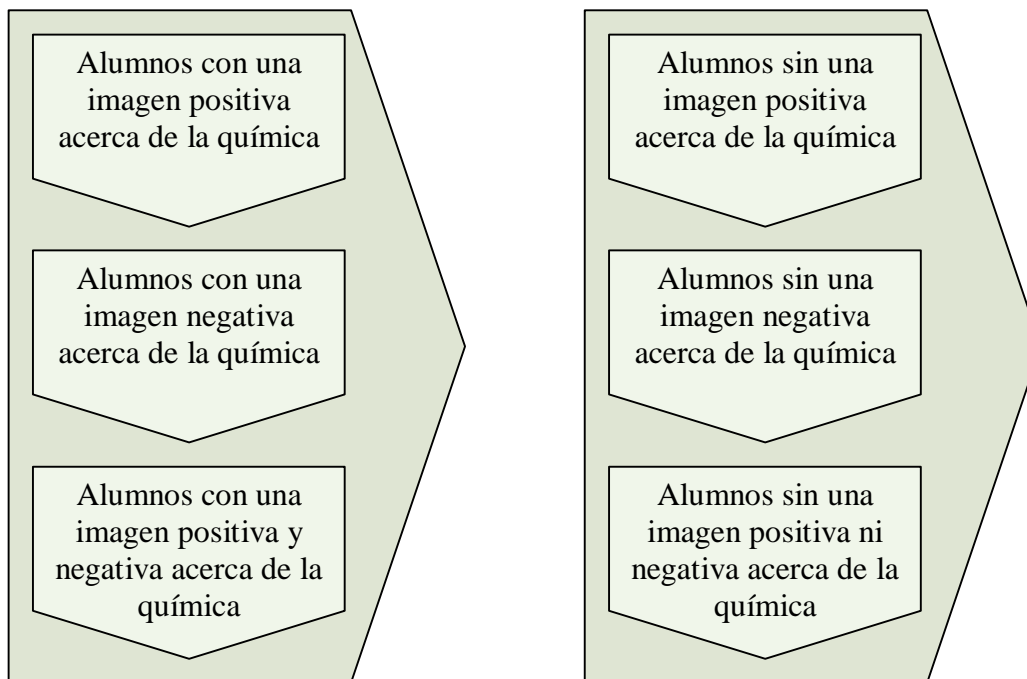 Alumnos con una
imagen positiva
acerca de la química
Alumnos con una
imagen negativa
acerca de la química
Alumnos con una
imagen positiva y
negativa acerca de la
química
Alumnos sin una
imagen positiva
acerca de la química
Alumnos sin una
imagen negativa
acerca de la química
Alumnos sin una
imagen positiva ni
negativa acerca de la
química